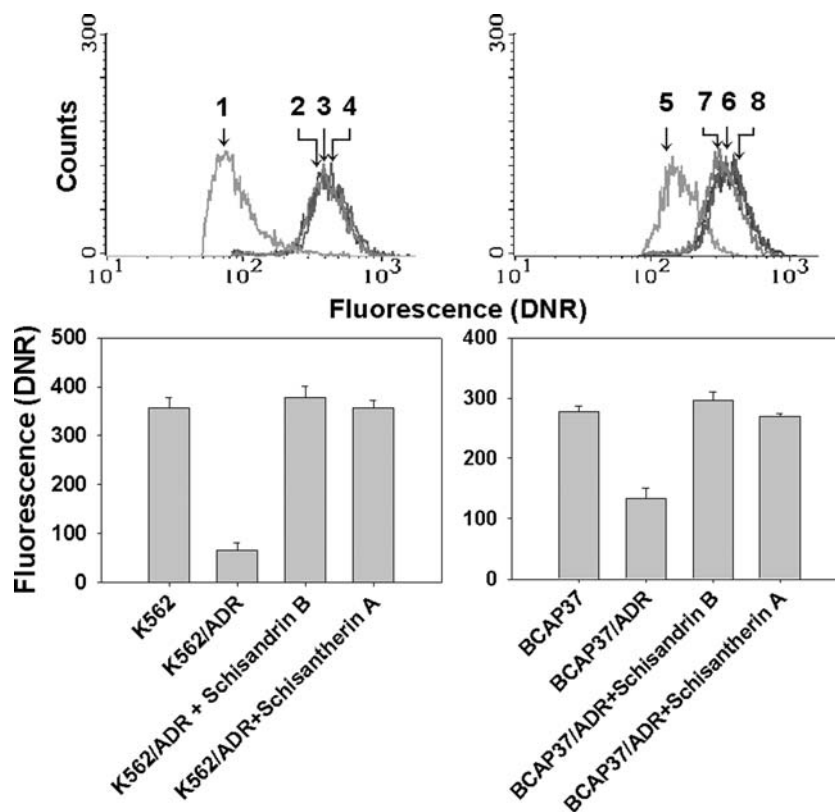 300
Counts
0
1 2 3 4
10^1 10^2 10^3
300
0
5 7 6 8
10^1 10^2 10^3
Fluorescence (DNR)
Fluorescence (DNR)
500
400
300
200
100
0
K562
K562/ADR
K562/ADR + Schisandrin B
K562/ADR+Schisantherin A
400
300
200
100
0
BCAP37
BCAP37/ADR
BCAP37/ADR+Schisandrin B
BCAP37/ADR+Schisantherin A